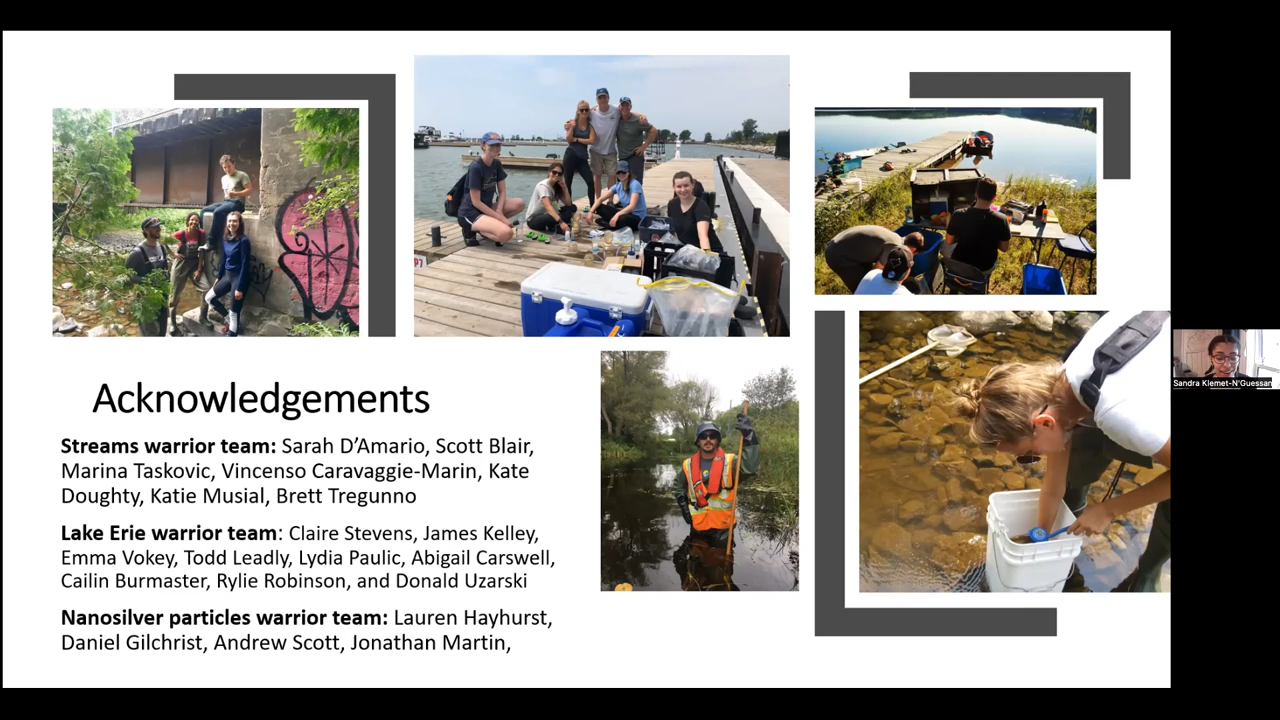 Acknowledgements
Streams warrior team: Sarah D’Amario, Scott Blair,
Marina Taskovic, Vincenso Caravaggie-Marin, Kate
Doughty, Katie Musial, Brett Tregunno
Lake Erie warrior team: Claire Stevens, James Kelley,
Emma Vokey, Todd Leadly, Lydia Paulic, Abigail Carswell,
Cailin Burmaster, Rylie Robinson, and Donald Uzarski
Nanosilver particles warrior team: Lauren Hayhurst,
Daniel Gilchrist, Andrew Scott, Jonathan Martin,
Sandra Klemet-N'Guessan